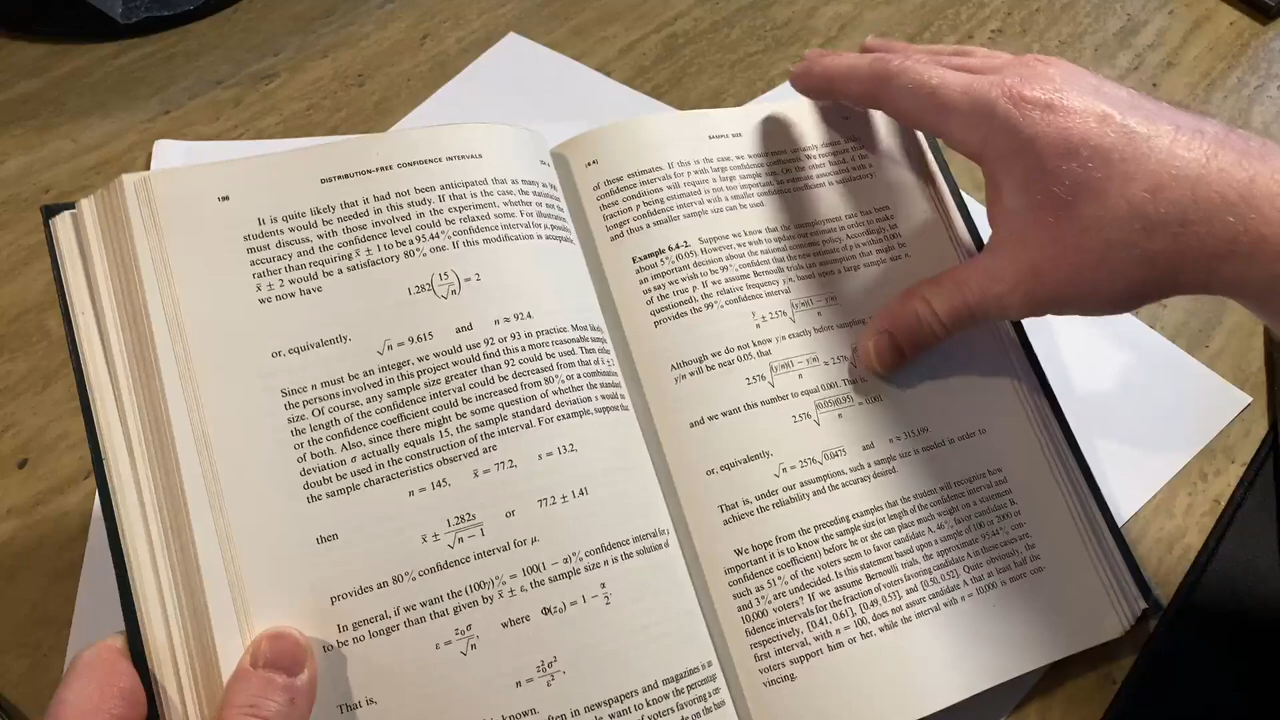 196
DISTRIBUTION-FREE CONFIDENCE INTERVALS
It is quite likely that it had not been anticipated that as many as
students would be needed in this study. If that is the case, the statistician
must discuss, with those involved in the experiment, whether or not the
accuracy and the confidence level could be relaxed some. For illustration,
rather than requiring x̄ ± 1 to be a 95.44% confidence interval for μ, possibly
x̄ ± 2 would be a satisfactory 80% one. If this modification is acceptable,
we now have
1.282(15/√n) = 2
or, equivalently,
√n = 9.615 and n ≈ 92.4.
Since n must be an integer, we would use 92 or 93 in practice. Most likely,
the persons involved in this project would find this a more reasonable sample
size. Of course, any sample size greater than 92 could be used. Then either
the length of the confidence interval could be decreased from that of x̄ ± 2
or the confidence coefficient could be increased from 80% or a combination
of both. Also, since there might be some question of whether the standard
deviation σ actually equals 15, the sample standard deviation s would no
doubt be used in the construction of the interval. For example, suppose that
the sample characteristics observed are
n = 145, x̄ = 77.2, s = 13.2,
then
x̄ ± 1.282s/√n − 1 or 77.2 ± 1.41
provides an 80% confidence interval for μ.
In general, if we want the (100γ)% = 100(1 − α)% confidence interval for μ
to be no longer than that given by x̄ ± ε, the sample size n is the solution of
ε = z₀σ/√n, where Φ(z₀) = 1 − α/2.
That is,
n = z₀²σ²/ε²,
known.
often in newspapers and magazines is an
want to know the percentage
of voters favoring a
on the basis
[6.4]
SAMPLE SIZE
of these estimates. If this is the case, we would most certainly desire
confidence intervals for p with large confidence coefficients. We recognize that
these conditions will require a large sample size. On the other hand, if the
fraction p being estimated is not too important, an estimate associated with a
longer confidence interval with a smaller confidence coefficient is satisfactory;
and thus a smaller sample size can be used.
Example 6.4-2. Suppose we know that the unemployment rate has been
about 5% (0.05). However, we wish to update our estimate in order to make
an important decision about the national economic policy. Accordingly, let
us say we wish to be 99% confident that the new estimate of p is within 0.001
of the true p. If we assume Bernoulli trials (an assumption that might be
questioned), the relative frequency y/n, based upon a large sample size n,
provides the 99% confidence interval
y/n ± 2.576 √((y/n)(1 − y/n)/n)
Although we do not know y/n exactly before sampling,
y/n will be near 0.05, that
2.576 √((y/n)(1 − y/n)/n) ≈ 2.576
and we want this number to equal 0.001. That is,
2.576 √((0.05)(0.95)/n) = 0.001
or, equivalently,
√n = 2576√0.0475 and n ≈ 315,199.
That is, under our assumptions, such a sample size is needed in order to
achieve the reliability and the accuracy desired.
We hope from the preceding examples that the student will recognize how
important it is to know the sample size (or length of the confidence interval and
confidence coefficient) before he or she can place much weight on a statement
such as 51% of the voters seem to favor candidate A, 46% favor candidate B,
and 3% are undecided. Is this statement based upon a sample of 100 or 2000 or
10,000 voters? If we assume Bernoulli trials, the approximate 95.44% con-
fidence intervals for the fraction of voters favoring candidate A in these cases are,
respectively, [0.41, 0.61], [0.49, 0.53], and [0.50, 0.52]. Quite obviously, the
first interval, with n = 100, does not assure candidate A that at least half the
voters support him or her, while the interval with n = 10,000 is more con-
vincing.